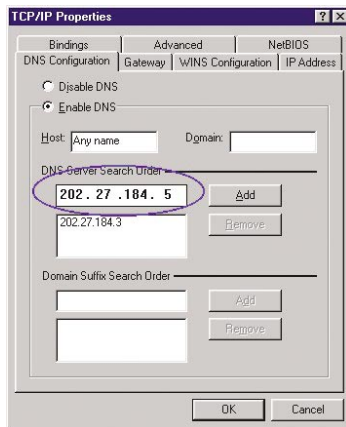 TCP/IP Properties
Bindings Advanced NetBIOS
DNS Configuration Gateway WINS Configuration IP Address
Disable DNS
Enable DNS
Host: Any name Domain:
DNS Server Search Order
202. 27 .184. 5 Add
202.27.184.3 Remove
Domain Suffix Search Order
Add
Remove
OK Cancel